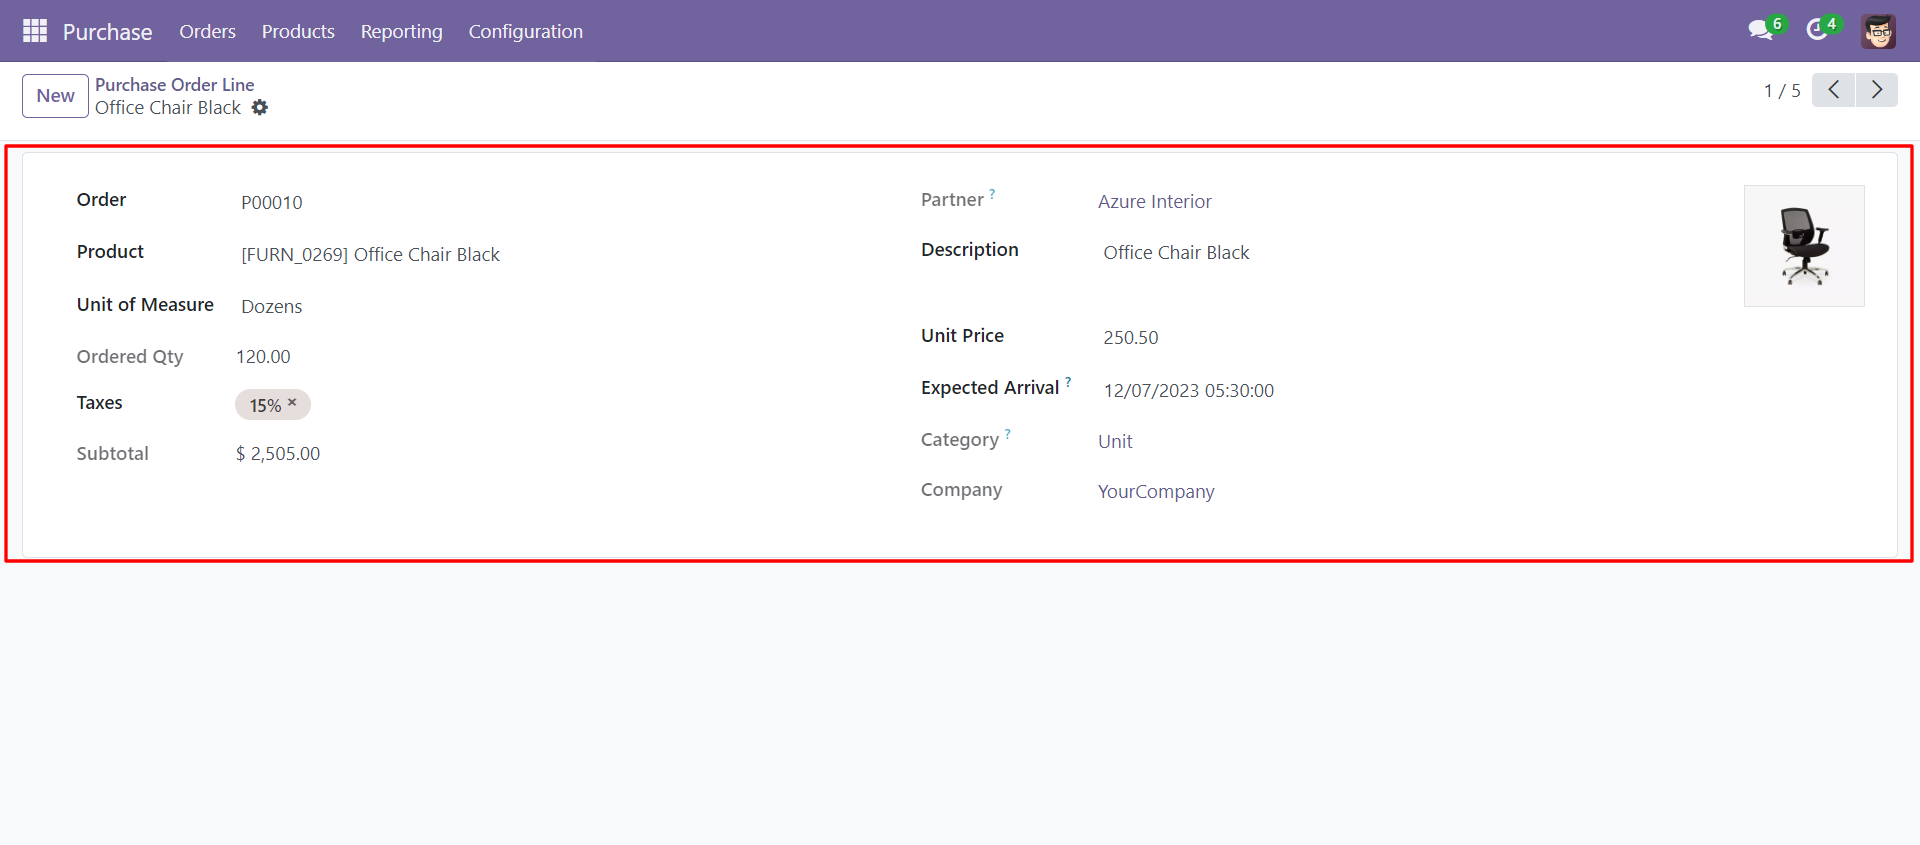 Purchase Orders Products Reporting Configuration 6 4
New Purchase Order Line
Office Chair Black
1 / 5
Order P00010
Product [FURN_0269] Office Chair Black
Unit of Measure Dozens
Ordered Qty 120.00
Taxes 15% ×
Subtotal $ 2,505.00
Partner ? Azure Interior
Description Office Chair Black
Unit Price 250.50
Expected Arrival ? 12/07/2023 05:30:00
Category ? Unit
Company YourCompany